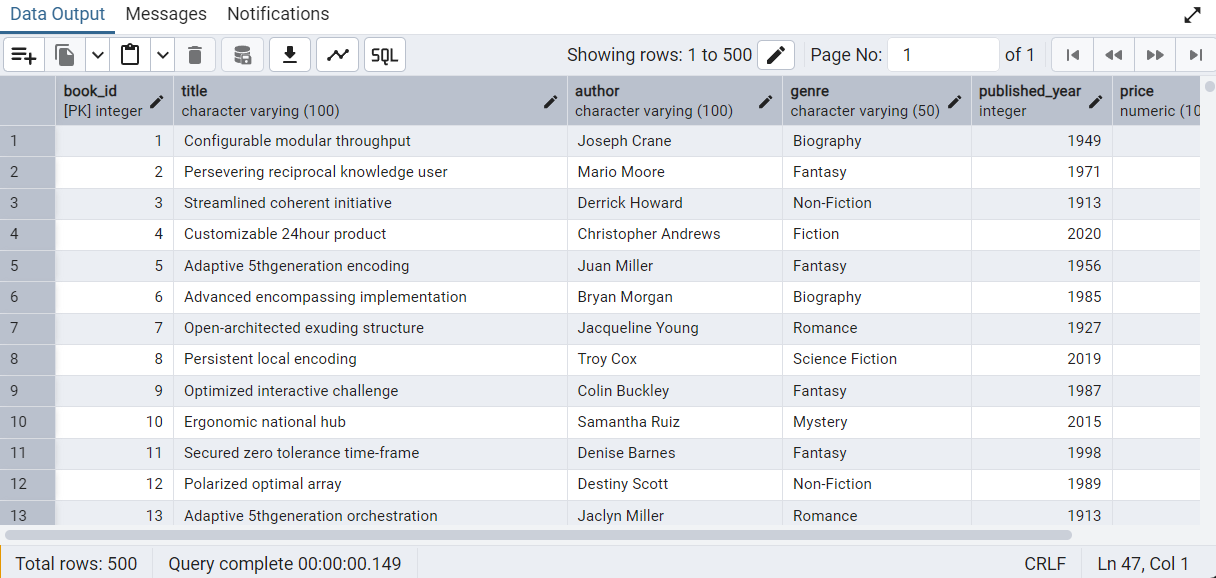 Data Output Messages Notifications
SQL Showing rows: 1 to 500 Page No: 1 of 1
book_id title author genre published_year price
[PK] integer character varying (100) character varying (100) character varying (50) integer numeric (10
1 1 Configurable modular throughput Joseph Crane Biography 1949
2 2 Persevering reciprocal knowledge user Mario Moore Fantasy 1971
3 3 Streamlined coherent initiative Derrick Howard Non-Fiction 1913
4 4 Customizable 24hour product Christopher Andrews Fiction 2020
5 5 Adaptive 5thgeneration encoding Juan Miller Fantasy 1956
6 6 Advanced encompassing implementation Bryan Morgan Biography 1985
7 7 Open-architected exuding structure Jacqueline Young Romance 1927
8 8 Persistent local encoding Troy Cox Science Fiction 2019
9 9 Optimized interactive challenge Colin Buckley Fantasy 1987
10 10 Ergonomic national hub Samantha Ruiz Mystery 2015
11 11 Secured zero tolerance time-frame Denise Barnes Fantasy 1998
12 12 Polarized optimal array Destiny Scott Non-Fiction 1989
13 13 Adaptive 5thgeneration orchestration Jaclyn Miller Romance 1913
Total rows: 500 Query complete 00:00:00.149 CRLF Ln 47, Col 1